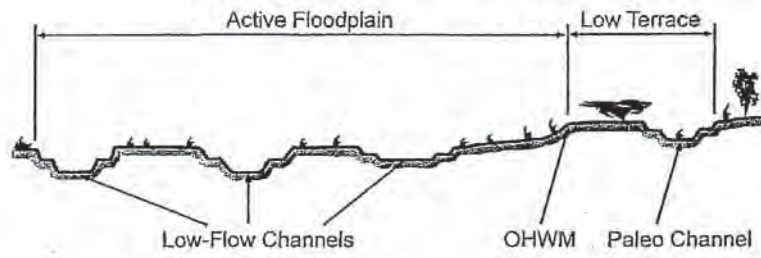 Active Floodplain
Low Terrace
Low-Flow Channels
OHWM
Paleo Channel